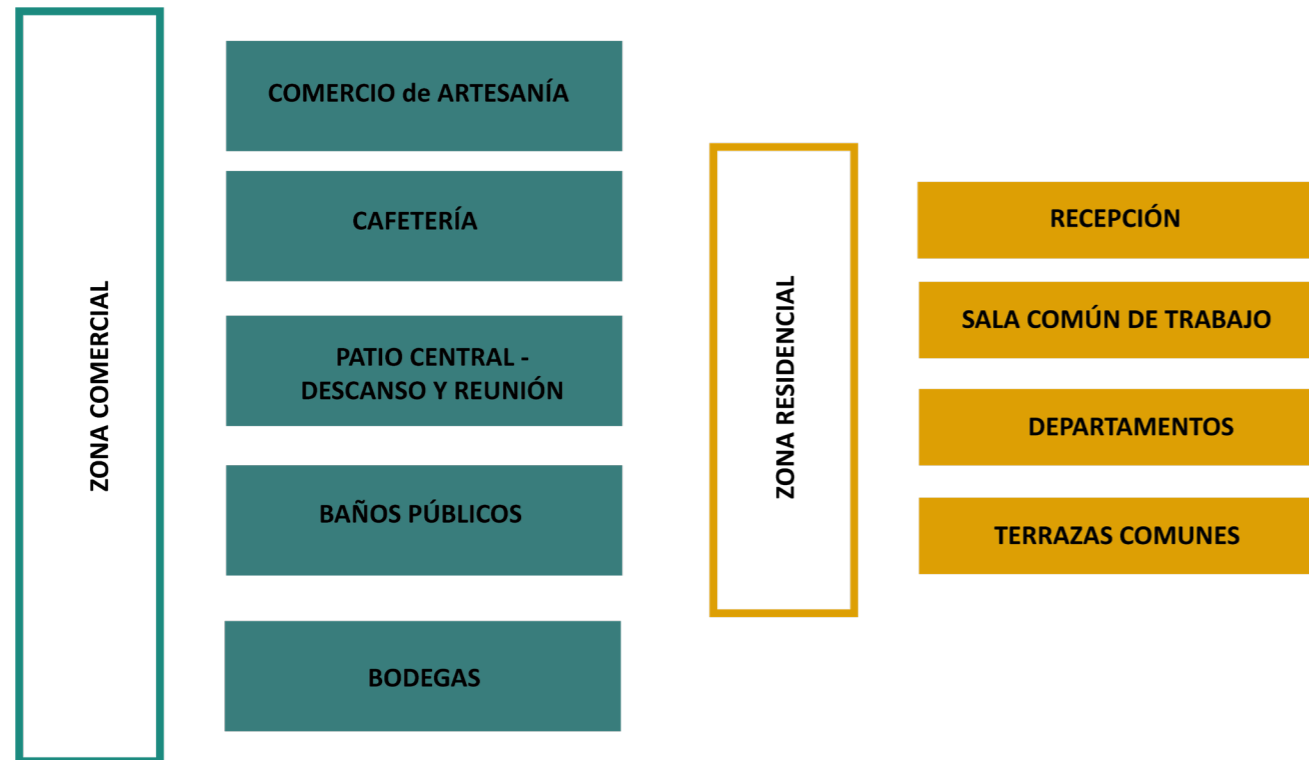 ZONA COMERCIAL
COMERCIO de ARTESANÍA
CAFETERÍA
PATIO CENTRAL -
DESCANSO Y REUNIÓN
BAÑOS PÚBLICOS
BODEGAS
ZONA RESIDENCIAL
RECEPCIÓN
SALA COMÚN DE TRABAJO
DEPARTAMENTOS
TERRAZAS COMUNES